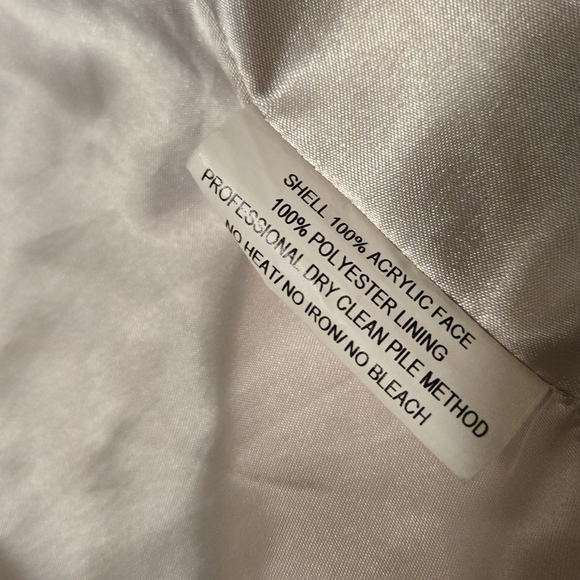 SHELL 100% ACRYLIC FACE
100% POLYESTER LINING
PROFESSIONAL DRY CLEAN PILE METHOD
NO HEAT/ NO IRON/ NO BLEACH